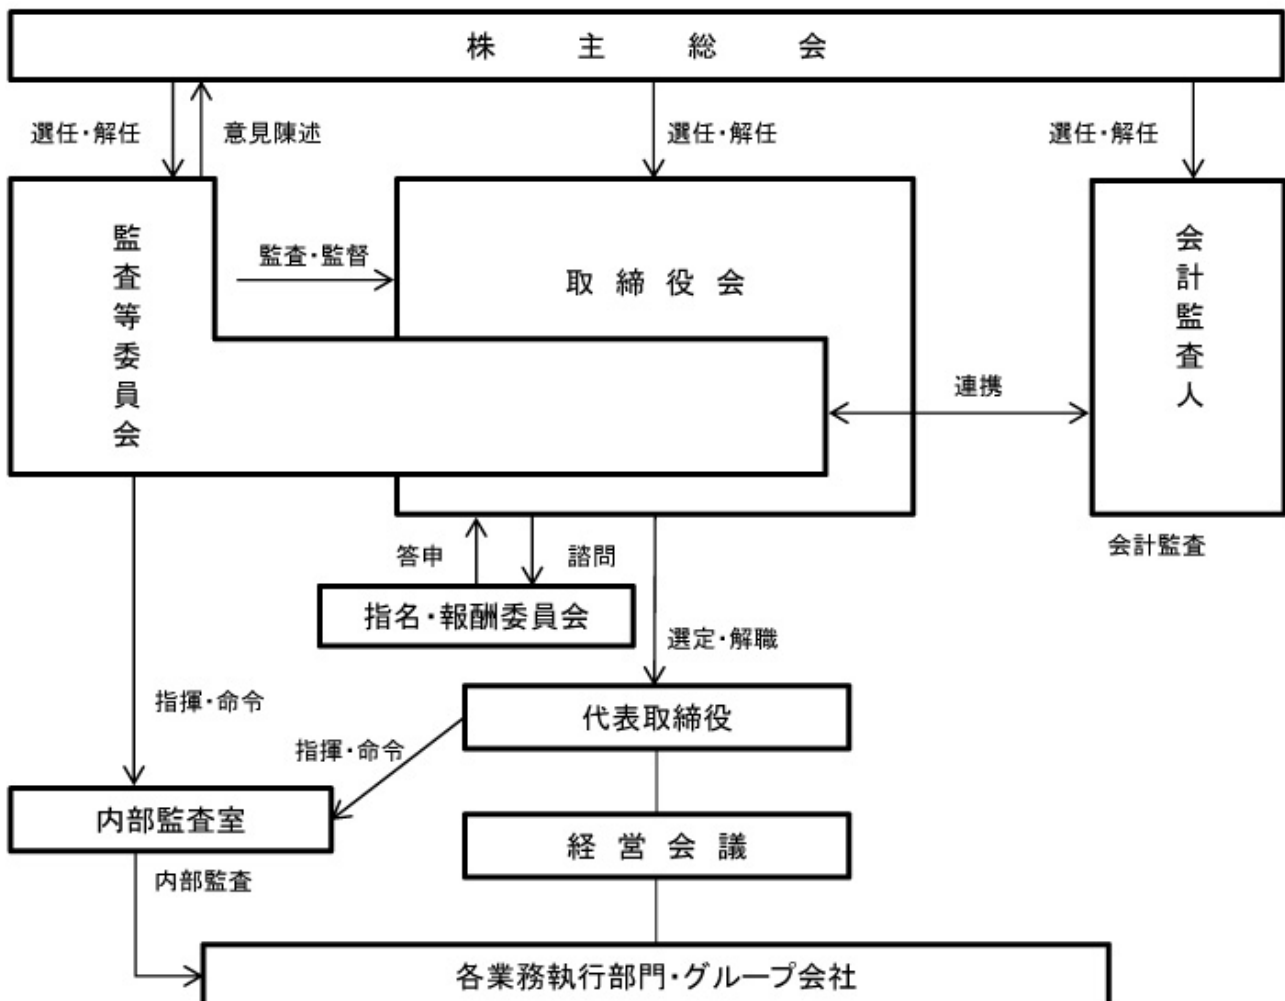 株主総会
選任・解任
意見陳述
選任・解任
選任・解任
監査等委員会
監査・監督
取締役会
会計監査人
連携
会計監査
答申
諮問
指名・報酬委員会
選定・解職
指揮・命令
代表取締役
指揮・命令
内部監査室
経営会議
内部監査
各業務執行部門・グループ会社